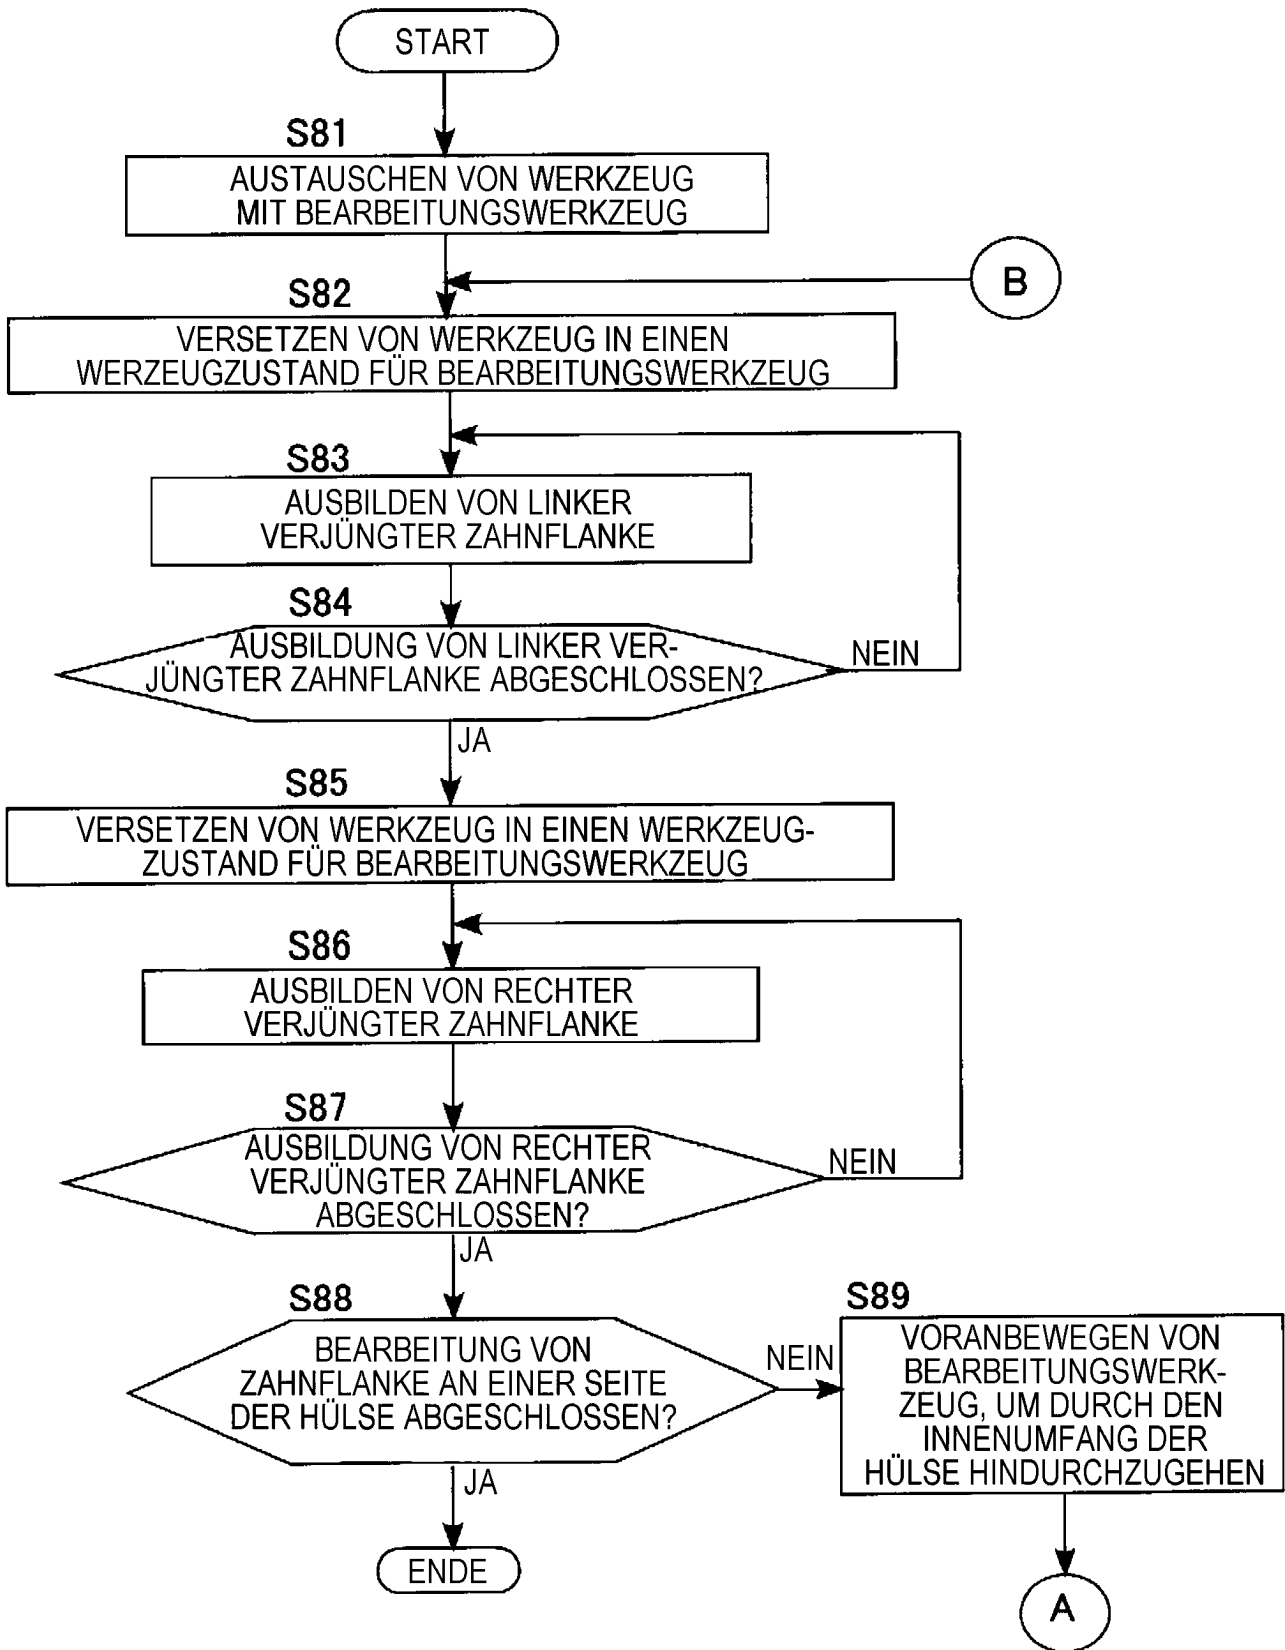 START
S81
AUSTAUSCHEN VON WERKZEUG
MIT BEARBEITUNGSWERKZEUG
B
S82
VERSETZEN VON WERKZEUG IN EINEN
WERZEUGZUSTAND FÜR BEARBEITUNGSWERKZEUG
S83
AUSBILDEN VON LINKER
VERJÜNGTER ZAHNFLANKE
S84
AUSBILDUNG VON LINKER VER-
JÜNGTER ZAHNFLANKE ABGESCHLOSSEN?
NEIN
JA
S85
VERSETZEN VON WERKZEUG IN EINEN WERKZEUG-
ZUSTAND FÜR BEARBEITUNGSWERKZEUG
S86
AUSBILDEN VON RECHTER
VERJÜNGTER ZAHNFLANKE
S87
AUSBILDUNG VON RECHTER
VERJÜNGTER ZAHNFLANKE
ABGESCHLOSSEN?
NEIN
JA
S88
BEARBEITUNG VON
ZAHNFLANKE AN EINER SEITE
DER HÜLSE ABGESCHLOSSEN?
NEIN
JA
S89
VORANBEWEGEN VON
BEARBEITUNGSWERK-
ZEUG, UM DURCH DEN
INNENUMFANG DER
HÜLSE HINDURCHZUGEHEN
ENDE
A